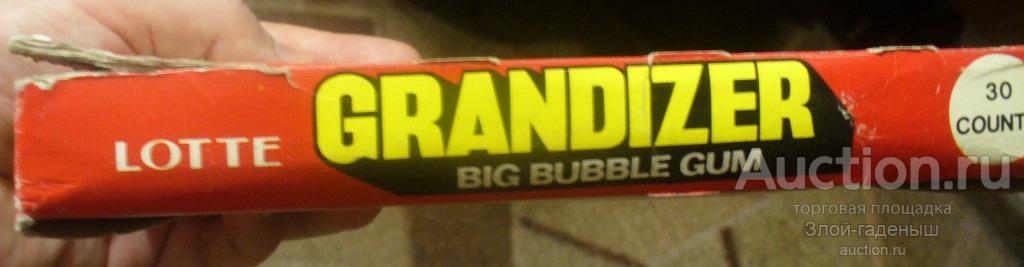 LOTTE
GRANDIZER
BIG BUBBLE GUM
30
COUNT
Auction.ru
торговая площадка
Злой-гаденыш
auction.ru